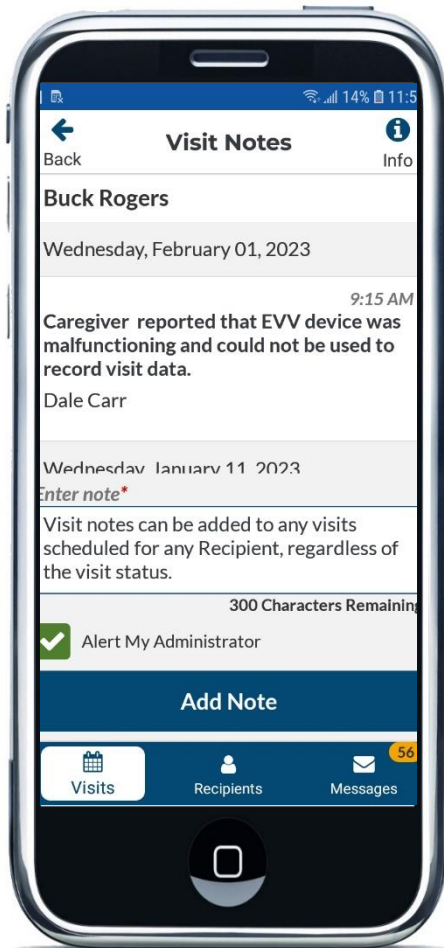 14% 11:5
Back
Visit Notes
Info
Buck Rogers
Wednesday, February 01, 2023
9:15 AM
Caregiver reported that EVV device was
malfunctioning and could not be used to
record visit data.
Dale Carr
Wednesday, January 11, 2023
Enter note*
Visit notes can be added to any visits
scheduled for any Recipient, regardless of
the visit status.
300 Characters Remaining
Alert My Administrator
Add Note
56
Visits
Recipients
Messages